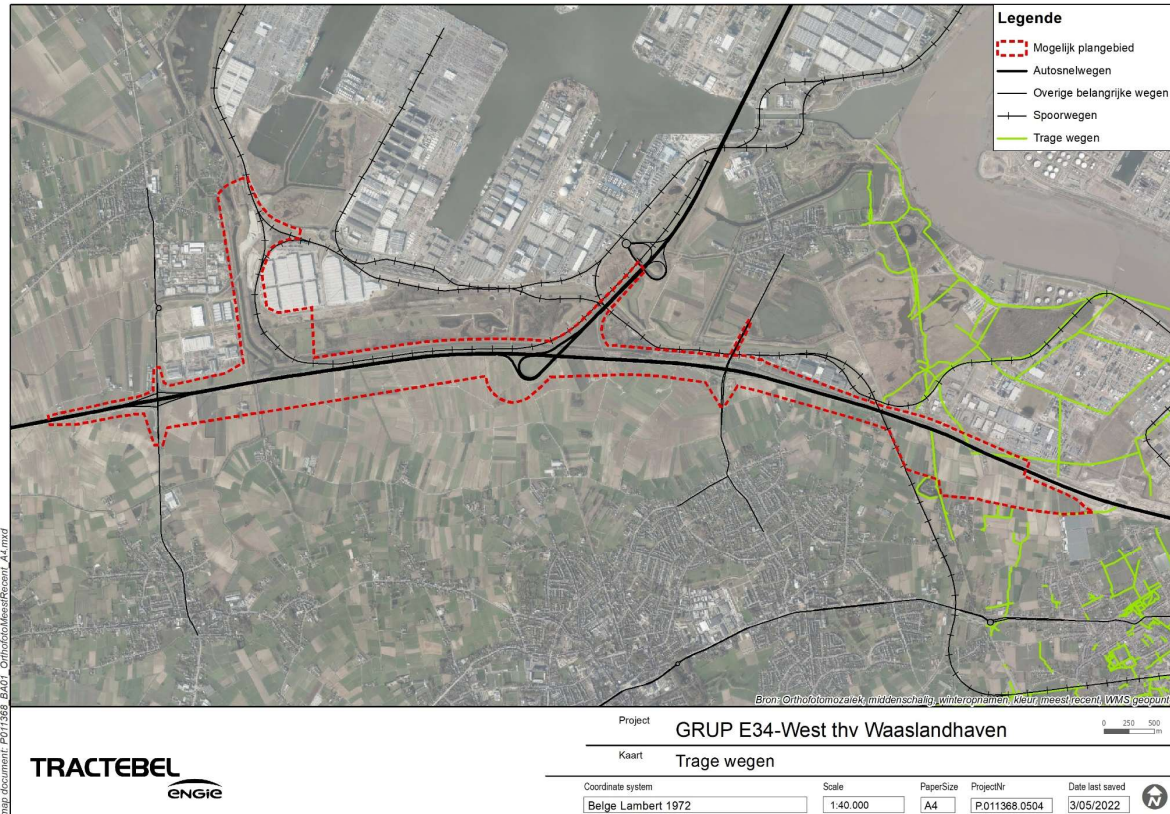 Legende
Mogelijk plangebied
Autosnelwegen
Overige belangrijke wegen
Spoorwegen
Trage wegen
map document: P011368_BA01_OrthofotoMeestRecent_A4.mxd
Bron: Orthofotomozaïek, middenschalig, winteropnamen, kleur, meest recent, WMS geopunt
Project
GRUP E34-West thv Waaslandhaven
0 250 500
m
Kaart
Trage wegen
TRACTEBEL
ENGIE
Coordinate system
Scale
PaperSize
ProjectNr
Date last saved
Belge Lambert 1972
1:40.000
A4
P.011368.0504
3/05/2022
N